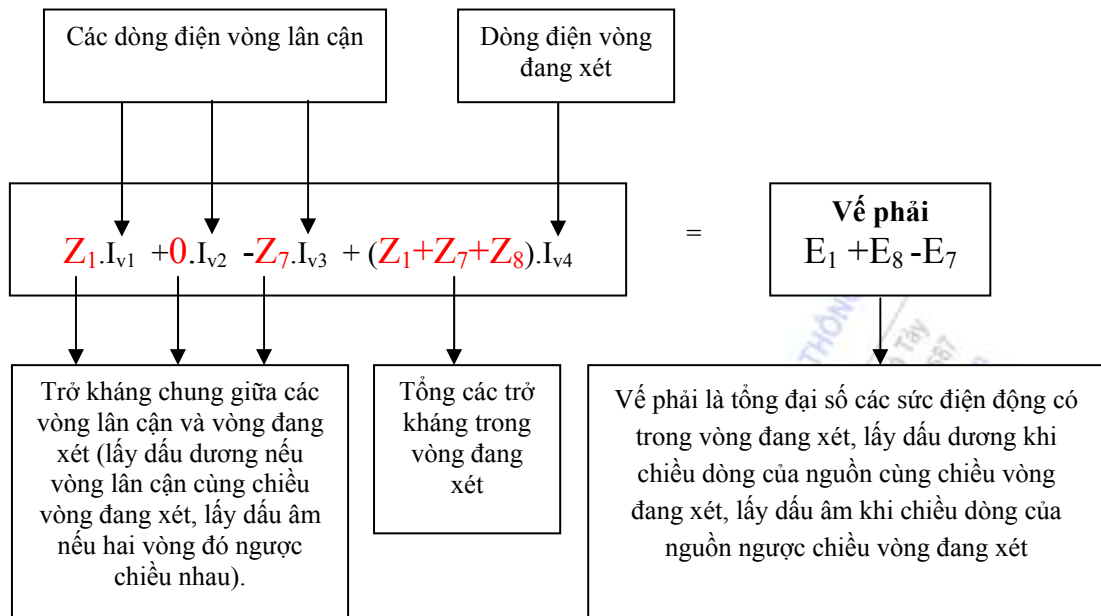 Các dòng điện vòng lân cận
Dòng điện vòng
đang xét
Z1.Iv1 +0.Iv2 -Z7.Iv3 + (Z1+Z7+Z8).Iv4
=
Vế phải
E1 +E8 -E7
Trở kháng chung giữa các
vòng lân cận và vòng đang
xét (lấy dấu dương nếu
vòng lân cận cùng chiều
vòng đang xét, lấy dấu âm
nếu hai vòng đó ngược
chiều nhau).
Tổng các trở
kháng trong
vòng đang
xét
Vế phải là tổng đại số các sức điện động có
trong vòng đang xét, lấy dấu dương khi
chiều dòng của nguồn cùng chiều vòng
đang xét, lấy dấu âm khi chiều dòng của
nguồn ngược chiều vòng đang xét
THÔNG
Tây